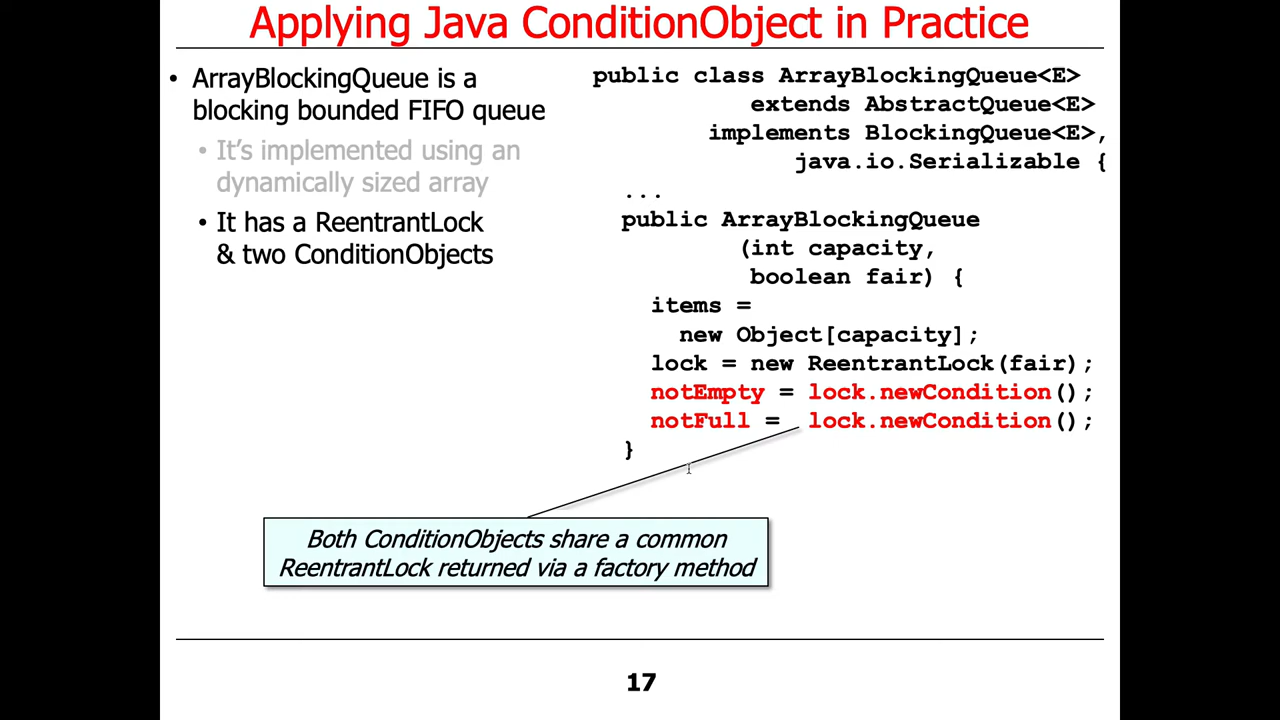 Applying Java ConditionObject in Practice
• ArrayBlockingQueue is a
blocking bounded FIFO queue
• It's implemented using an
dynamically sized array
• It has a ReentrantLock
& two ConditionObjects
public class ArrayBlockingQueue<E>
extends AbstractQueue<E>
implements BlockingQueue<E>,
java.io.Serializable {
...
public ArrayBlockingQueue
(int capacity,
boolean fair) {
items =
new Object[capacity];
lock = new ReentrantLock(fair);
notEmpty = lock.newCondition();
notFull = lock.newCondition();
}
Both ConditionObjects share a common
ReentrantLock returned via a factory method
17